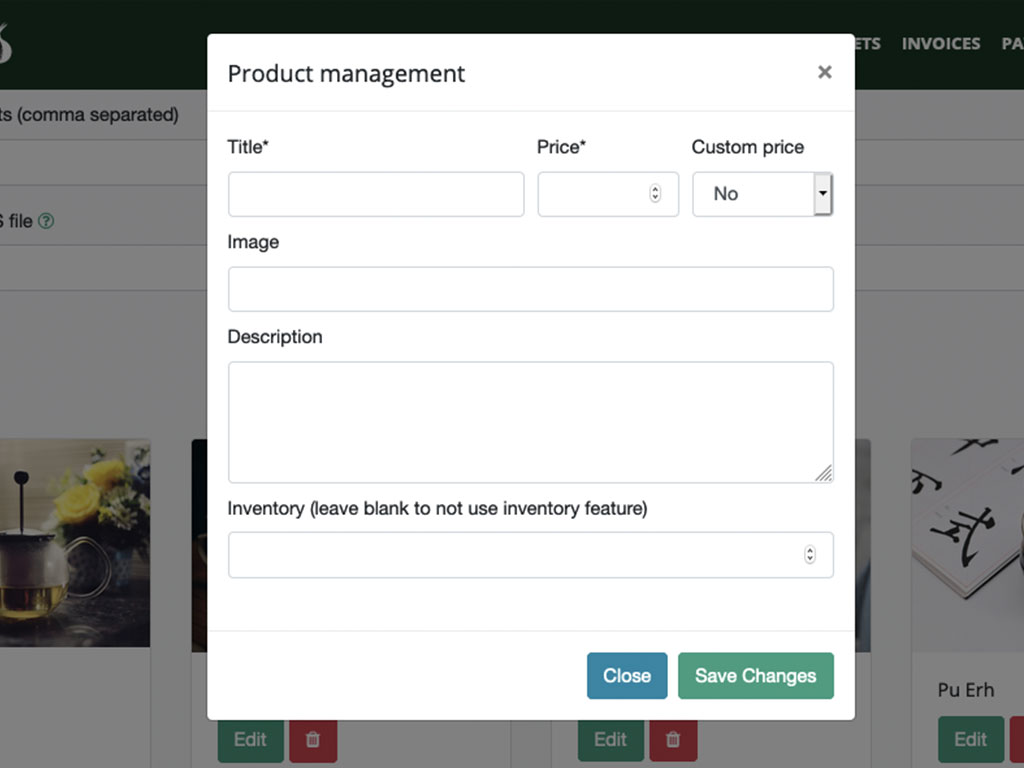 ETS INVOICES PA
Product management ×
ts (comma separated)
Title* Price* Custom price
No
S file ?
Image
Description
Inventory (leave blank to not use inventory feature)
Close Save Changes
Pu Erh
Edit Edit Edit